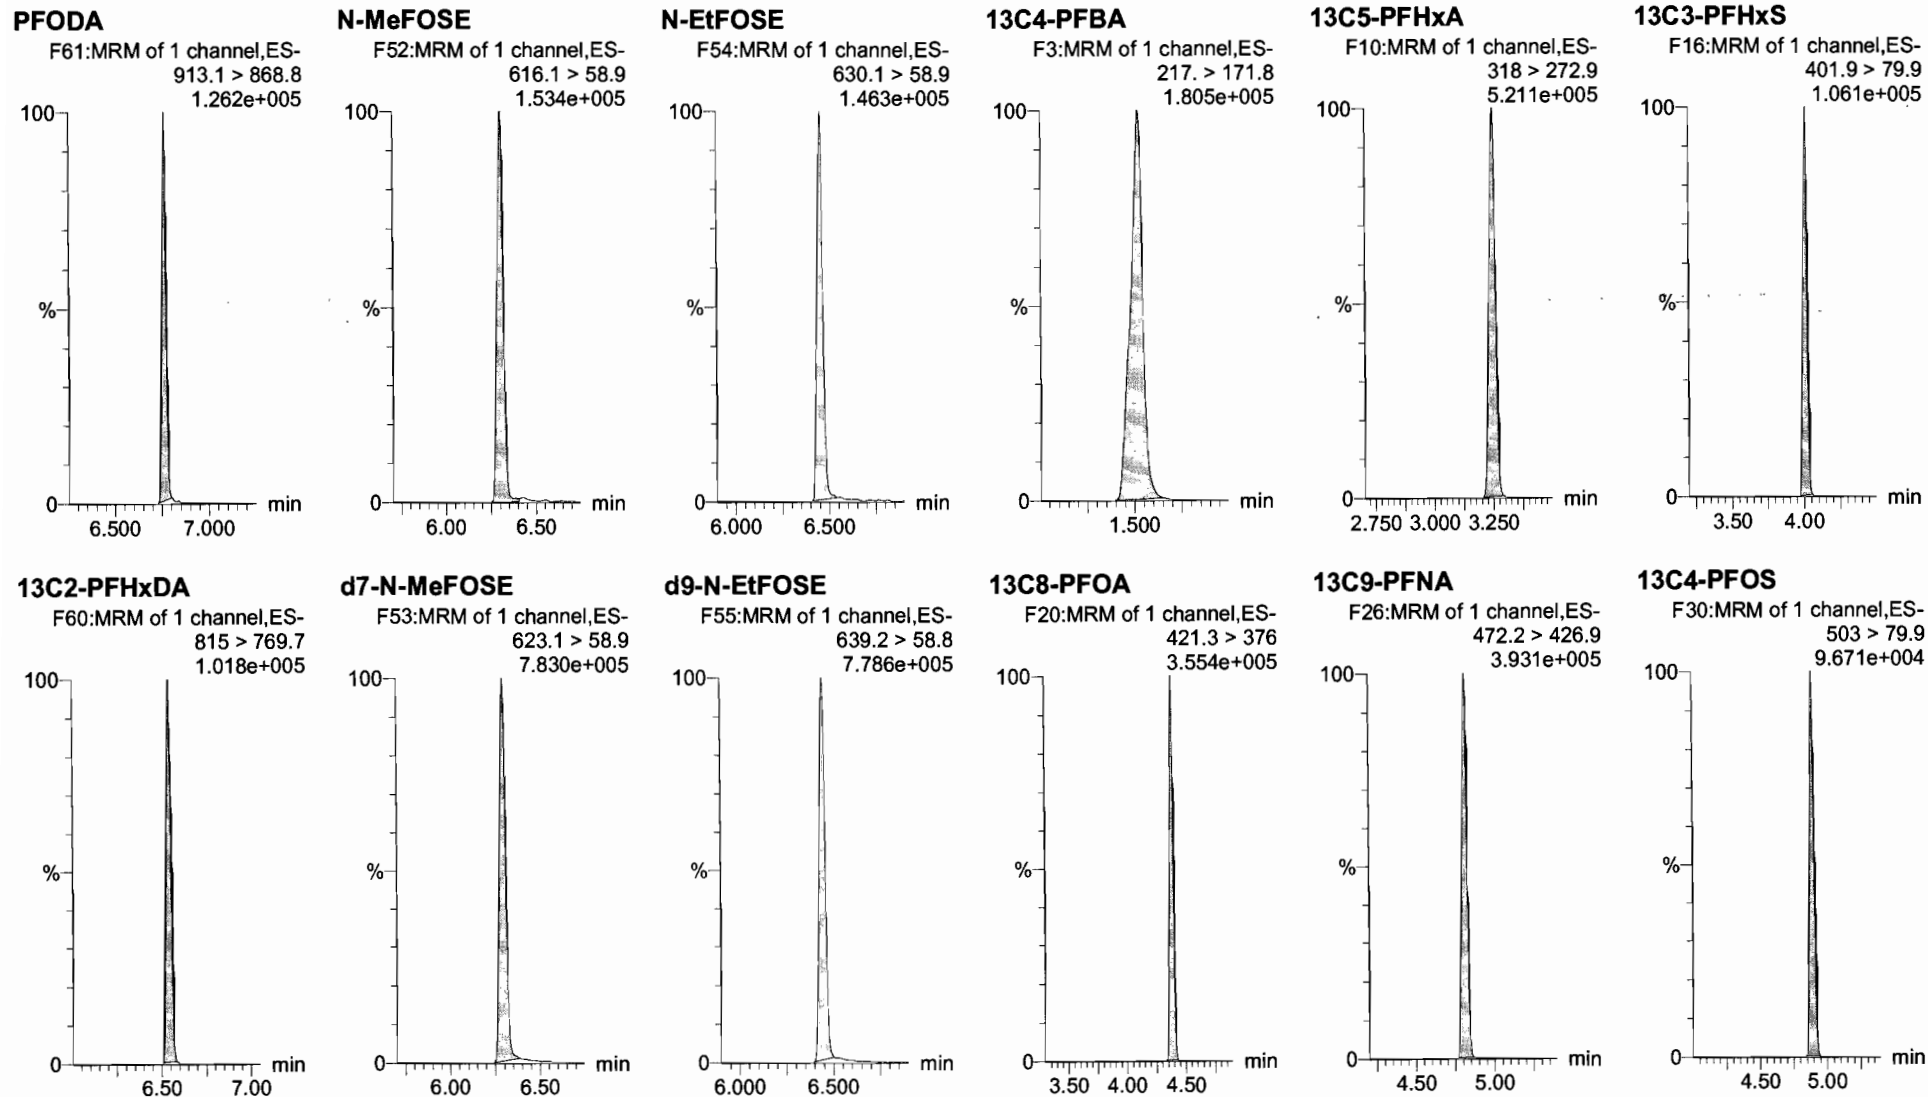 PFODA
F61:MRM of 1 channel,ES-
913.1 > 868.8
1.262e+005
100
%
0
min
6.500 7.000
N-MeFOSE
F52:MRM of 1 channel,ES-
616.1 > 58.9
1.534e+005
100
%
0
min
6.00 6.50
N-EtFOSE
F54:MRM of 1 channel,ES-
630.1 > 58.9
1.463e+005
100
%
0
min
6.000 6.500
13C4-PFBA
F3:MRM of 1 channel,ES-
217. > 171.8
1.805e+005
100
%
0
min
1.500
13C5-PFHxA
F10:MRM of 1 channel,ES-
318 > 272.9
5.211e+005
100
%
0
min
2.750 3.000 3.250
13C3-PFHxS
F16:MRM of 1 channel,ES-
401.9 > 79.9
1.061e+005
100
%
0
min
3.50 4.00
13C2-PFHxDA
F60:MRM of 1 channel,ES-
815 > 769.7
1.018e+005
100
%
0
min
6.50 7.00
d7-N-MeFOSE
F53:MRM of 1 channel,ES-
623.1 > 58.9
7.830e+005
100
%
0
min
6.00 6.50
d9-N-EtFOSE
F55:MRM of 1 channel,ES-
639.2 > 58.8
7.786e+005
100
%
0
min
6.000 6.500
13C8-PFOA
F20:MRM of 1 channel,ES-
421.3 > 376
3.554e+005
100
%
0
min
3.50 4.00 4.50
13C9-PFNA
F26:MRM of 1 channel,ES-
472.2 > 426.9
3.931e+005
100
%
0
min
4.50 5.00
13C4-PFOS
F30:MRM of 1 channel,ES-
503 > 79.9
9.671e+004
100
%
0
min
4.50 5.00